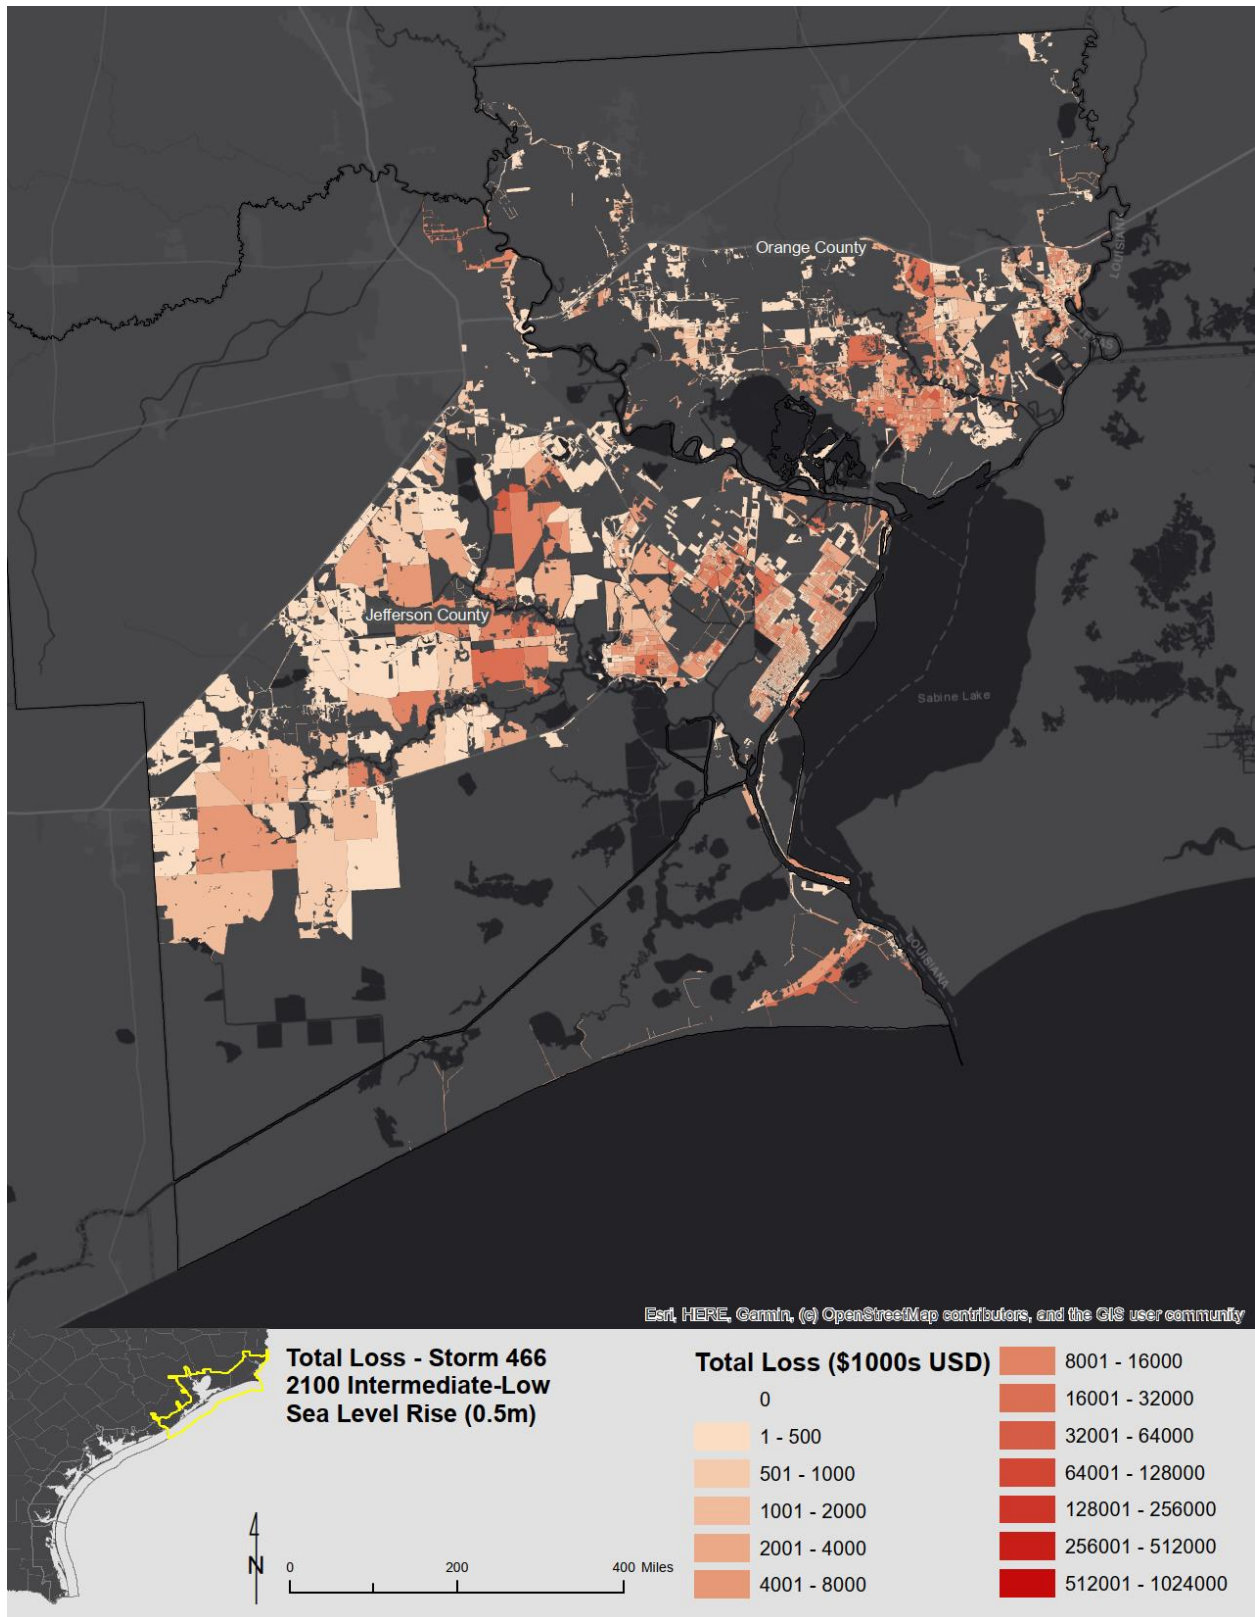 Orange County
LOUISIANA
TEXAS
Jefferson County
Sabine Lake
LOUISIANA
Esri, HERE, Garmin, (c) OpenStreetMap contributors, and the GIS user community
Total Loss - Storm 466
2100 Intermediate-Low
Sea Level Rise (0.5m)
N
0 200 400 Miles
Total Loss ($1000s USD)
0
1 - 500
501 - 1000
1001 - 2000
2001 - 4000
4001 - 8000
8001 - 16000
16001 - 32000
32001 - 64000
64001 - 128000
128001 - 256000
256001 - 512000
512001 - 1024000